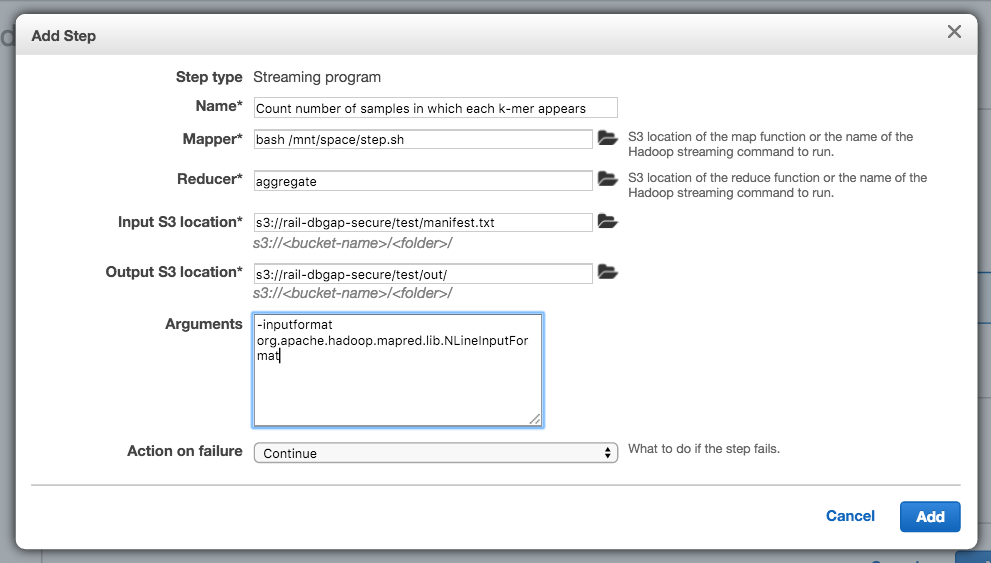 Add Step
Step type Streaming program
Name* Count number of samples in which each k-mer appears
Mapper* bash /mnt/space/step.sh S3 location of the map function or the name of the
Hadoop streaming command to run.
Reducer* aggregate S3 location of the reduce function or the name of the
Hadoop streaming command to run.
Input S3 location* s3://rail-dbgap-secure/test/manifest.txt
s3://<bucket-name>/<folder>/
Output S3 location* s3://rail-dbgap-secure/test/out/
s3://<bucket-name>/<folder>/
Arguments -inputformat
org.apache.hadoop.mapred.lib.NLineInputFor
mat
Action on failure Continue What to do if the step fails.
Cancel Add